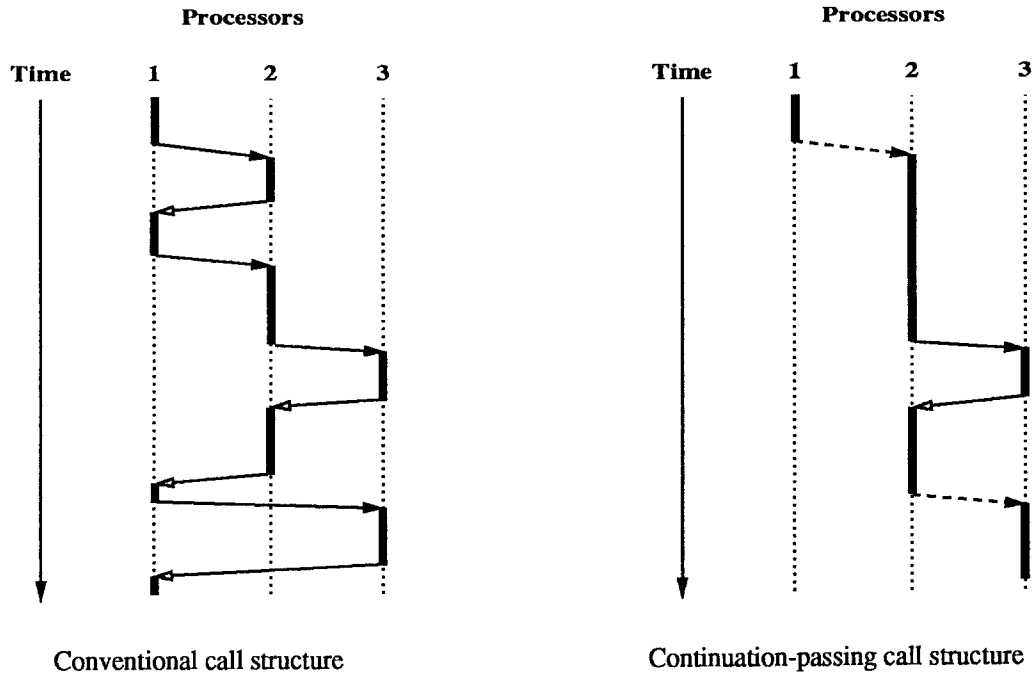 Processors
Time 1 2 3
Conventional call structure
Processors
Time 1 2 3
Continuation-passing call structure